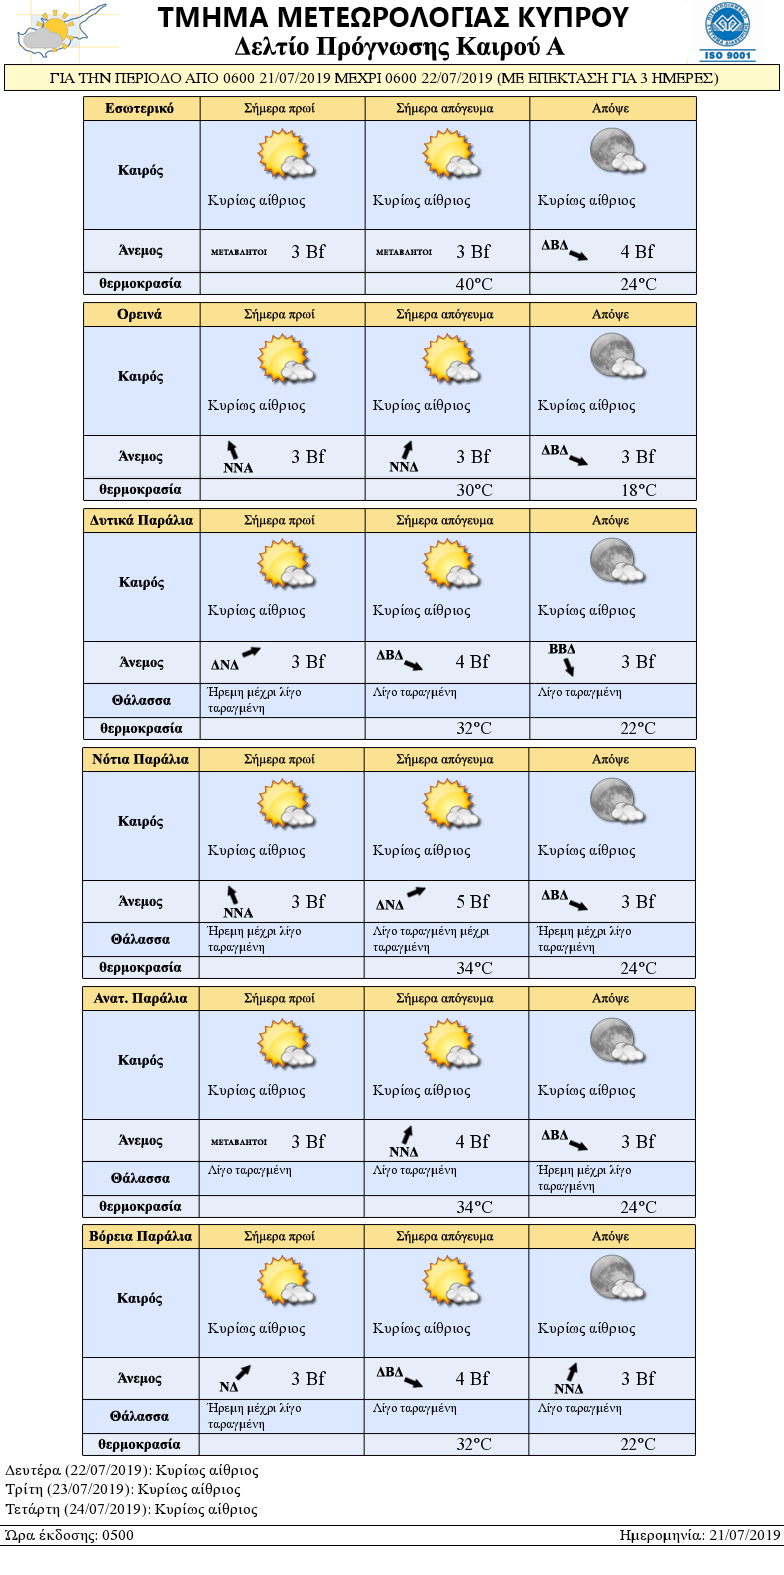 ΤΜΗΜΑ ΜΕΤΕΩΡΟΛΟΓΙΑΣ ΚΥΠΡΟΥ
Δελτίο Πρόγνωσης Καιρού Α
ISO 9001
ΓΙΑ ΤΗΝ ΠΕΡΙΟΔΟ ΑΠΟ 0600 21/07/2019 ΜΕΧΡΙ 0600 22/07/2019 (ΜΕ ΕΠΕΚΤΑΣΗ ΓΙΑ 3 ΗΜΕΡΕΣ)
Εσωτερικό Σήμερα πρωί Σήμερα απόγευμα Απόψε
Καιρός
Κυρίως αίθριος Κυρίως αίθριος Κυρίως αίθριος
Άνεμος ΜΕΤΑΒΛΗΤΟΙ 3 Bf ΜΕΤΑΒΛΗΤΟΙ 3 Bf ΔΒΔ 4 Bf
θερμοκρασία 40°C 24°C
Ορεινά Σήμερα πρωί Σήμερα απόγευμα Απόψε
Καιρός
Κυρίως αίθριος Κυρίως αίθριος Κυρίως αίθριος
Άνεμος ΝΝΑ 3 Bf ΝΝΔ 3 Bf ΔΒΔ 3 Bf
θερμοκρασία 30°C 18°C
Δυτικά Παράλια Σήμερα πρωί Σήμερα απόγευμα Απόψε
Καιρός
Κυρίως αίθριος Κυρίως αίθριος Κυρίως αίθριος
Άνεμος ΔΝΔ 3 Bf ΔΒΔ 4 Bf ΒΒΔ 3 Bf
Θάλασσα Ήρεμη μέχρι λίγο Λίγο ταραγμένη Λίγο ταραγμένη
ταραγμένη
θερμοκρασία 32°C 22°C
Νότια Παράλια Σήμερα πρωί Σήμερα απόγευμα Απόψε
Καιρός
Κυρίως αίθριος Κυρίως αίθριος Κυρίως αίθριος
Άνεμος ΝΝΑ 3 Bf ΔΝΔ 5 Bf ΔΒΔ 3 Bf
Θάλασσα Ήρεμη μέχρι λίγο Λίγο ταραγμένη μέχρι Ήρεμη μέχρι λίγο
ταραγμένη ταραγμένη ταραγμένη
θερμοκρασία 34°C 24°C
Ανατ. Παράλια Σήμερα πρωί Σήμερα απόγευμα Απόψε
Καιρός
Κυρίως αίθριος Κυρίως αίθριος Κυρίως αίθριος
Άνεμος ΜΕΤΑΒΛΗΤΟΙ 3 Bf ΝΝΔ 4 Bf ΔΒΔ 3 Bf
Θάλασσα Λίγο ταραγμένη Λίγο ταραγμένη Ήρεμη μέχρι λίγο
ταραγμένη
θερμοκρασία 34°C 24°C
Βόρεια Παράλια Σήμερα πρωί Σήμερα απόγευμα Απόψε
Καιρός
Κυρίως αίθριος Κυρίως αίθριος Κυρίως αίθριος
Άνεμος ΝΔ 3 Bf ΔΒΔ 4 Bf ΝΝΔ 3 Bf
Θάλασσα Ήρεμη μέχρι λίγο Λίγο ταραγμένη Λίγο ταραγμένη
ταραγμένη
θερμοκρασία 32°C 22°C
Δευτέρα (22/07/2019): Κυρίως αίθριος
Τρίτη (23/07/2019): Κυρίως αίθριος
Τετάρτη (24/07/2019): Κυρίως αίθριος
Ώρα έκδοσης: 0500 Ημερομηνία: 21/07/2019